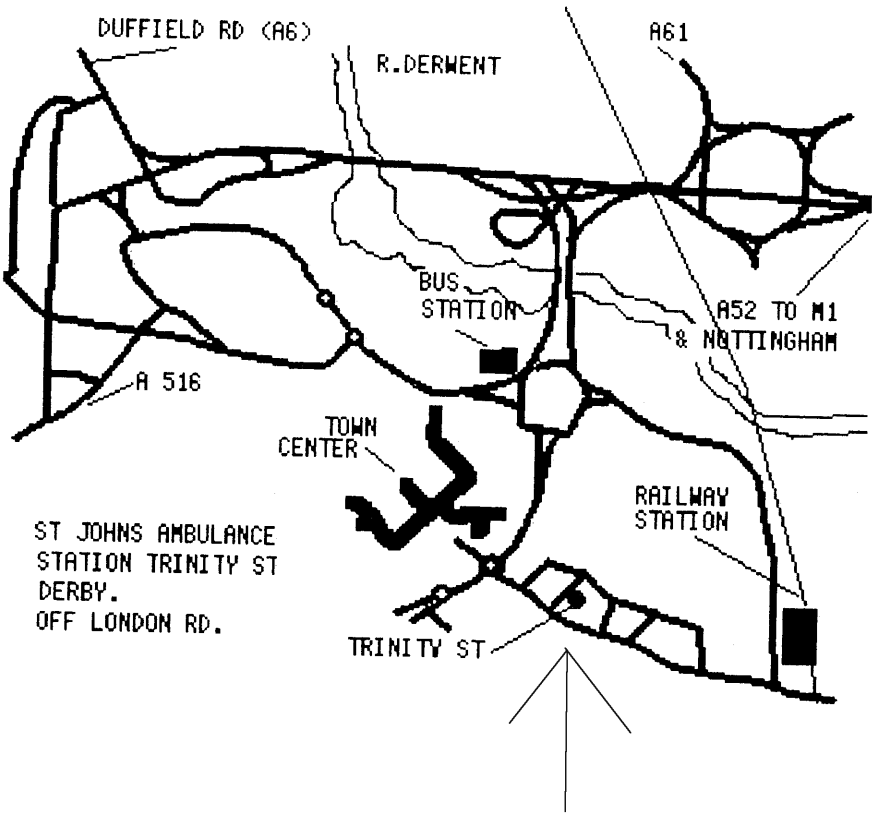 DUFFIELD RD (A6)
A61
R.DERWENT
BUS
STATION
A52 TO M1
& NOTTINGHAM
A 516
TOWN
CENTER
RAILWAY
STATION
ST JOHNS AMBULANCE
STATION TRINITY ST
DERBY.
OFF LONDON RD.
TRINITY ST